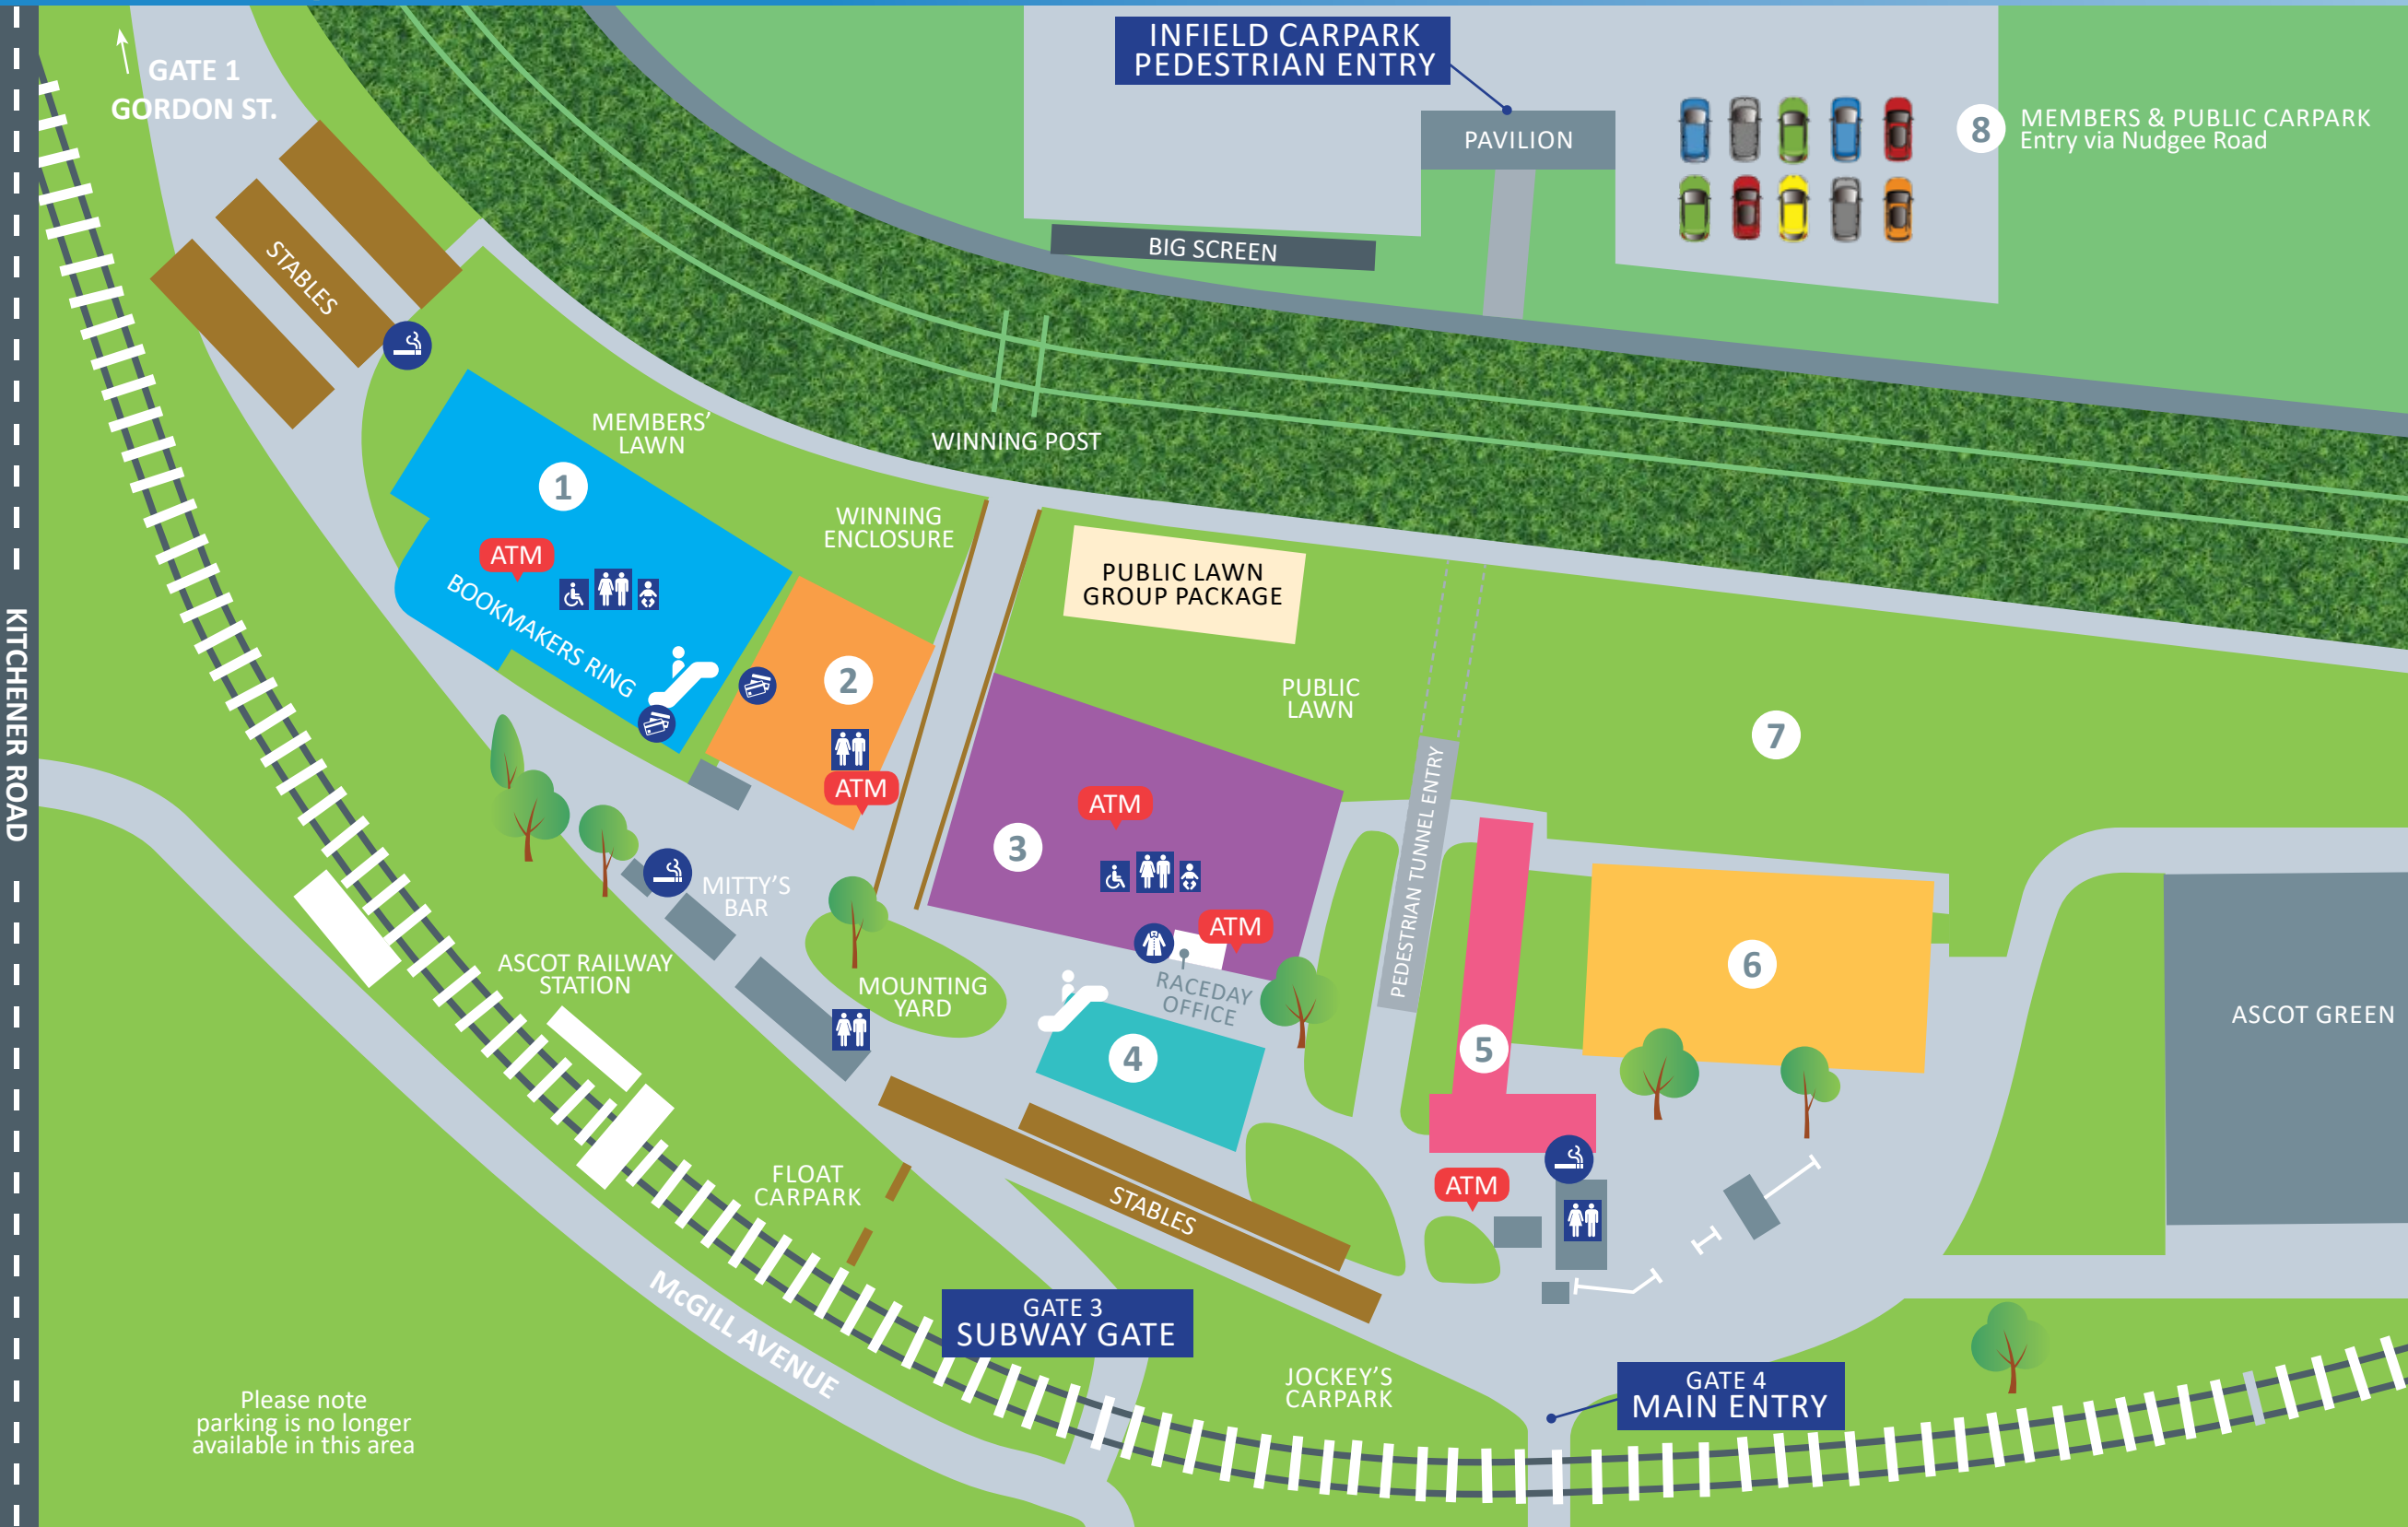 INFIELD CARPARK
PEDESTRIAN ENTRY
GATE 1
GORDON ST.
PAVILION
8
MEMBERS & PUBLIC CARPARK
Entry via Nudgee Road
BIG SCREEN
STABLES
MEMBERS'
LAWN
WINNING POST
1
WINNING
ENCLOSURE
ATM
BOOKMAKERS RING
PUBLIC LAWN
GROUP PACKAGE
KITCHENER ROAD
2
PUBLIC
LAWN
7
ATM
ATM
3
PEDESTRIAN TUNNEL ENTRY
MITTY'S
BAR
ATM
6
ASCOT RAILWAY
STATION
MOUNTING
YARD
RACEDAY
OFFICE
ASCOT GREEN
4
5
FLOAT
CARPARK
STABLES
ATM
McGILL AVENUE
GATE 3
SUBWAY GATE
JOCKEY'S
CARPARK
GATE 4
MAIN ENTRY
Please note
parking is no longer
available in this area